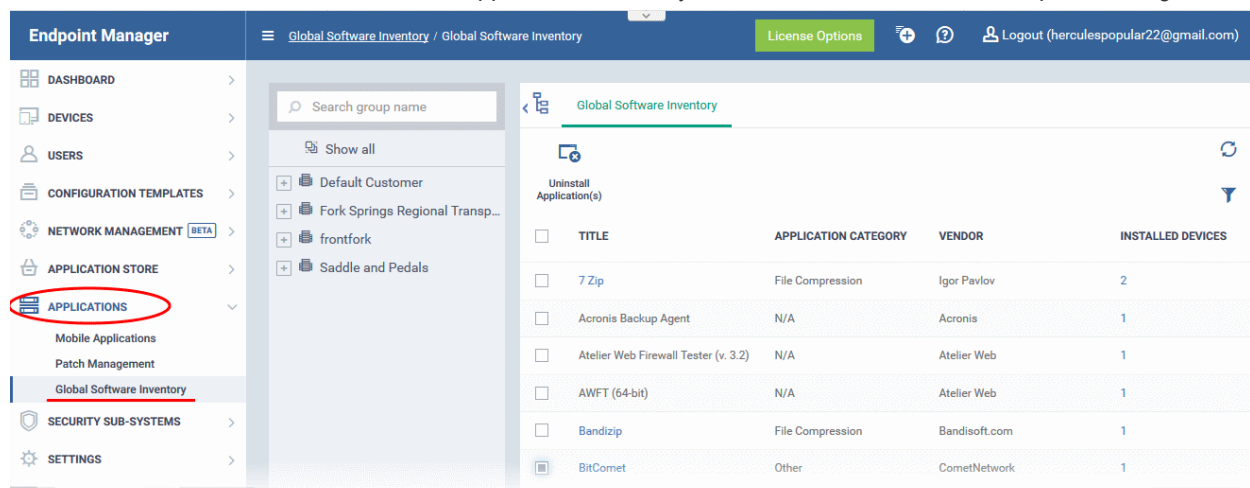 Endpoint Manager
Global Software Inventory / Global Software Inventory
License Options
Logout (herculespopular22@gmail.com)
DASHBOARD
DEVICES
USERS
CONFIGURATION TEMPLATES
NETWORK MANAGEMENT BETA
APPLICATION STORE
APPLICATIONS
Mobile Applications
Patch Management
Global Software Inventory
SECURITY SUB-SYSTEMS
SETTINGS
Search group name
Show all
Default Customer
Fork Springs Regional Transp...
frontfork
Saddle and Pedals
Global Software Inventory
Uninstall
Application(s)
TITLE APPLICATION CATEGORY VENDOR INSTALLED DEVICES
7 Zip File Compression Igor Pavlov 2
Acronis Backup Agent N/A Acronis 1
Atelier Web Firewall Tester (v. 3.2) N/A Atelier Web 1
AWFT (64-bit) N/A Atelier Web 1
Bandizip File Compression Bandisoft.com 1
BitComet Other CometNetwork 1